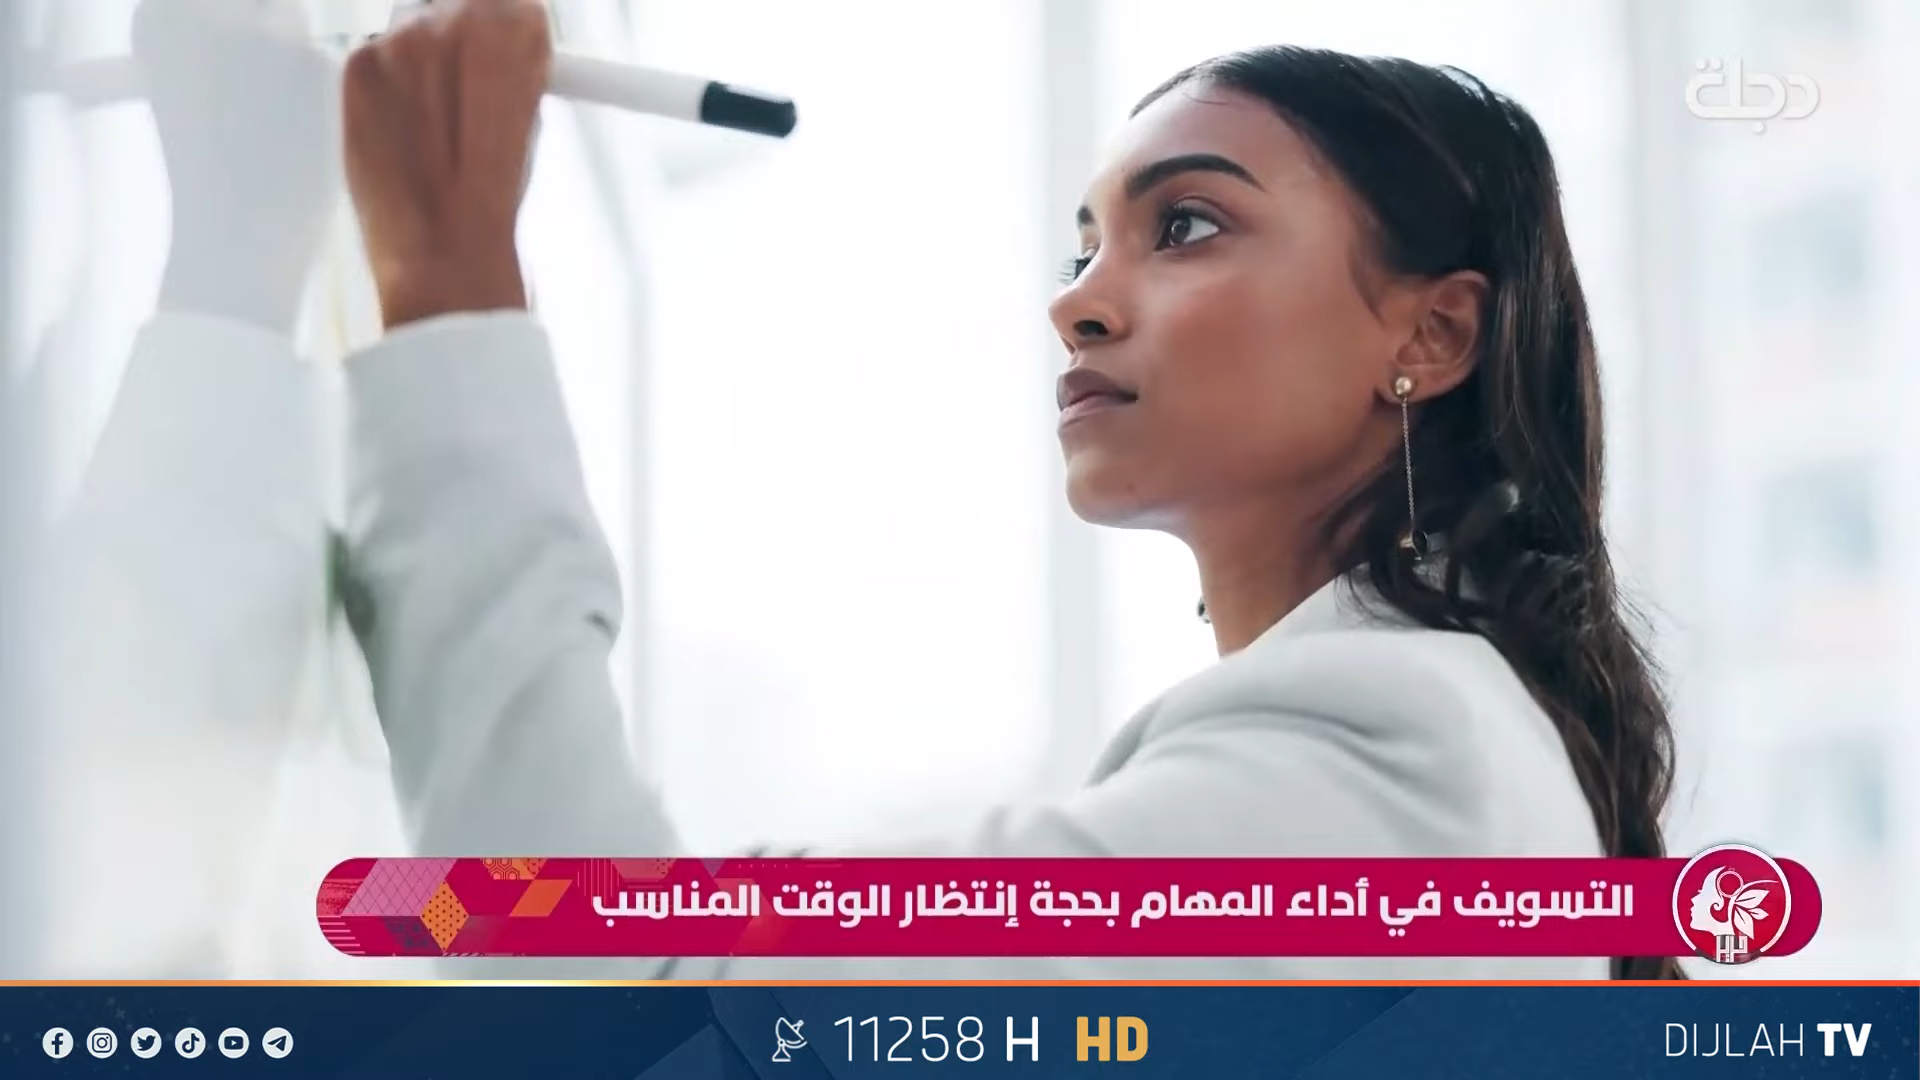 دجلة
التسويف في أداء المهام بحجة إنتظار الوقت المناسب
11258 H HD
DIJLAH TV